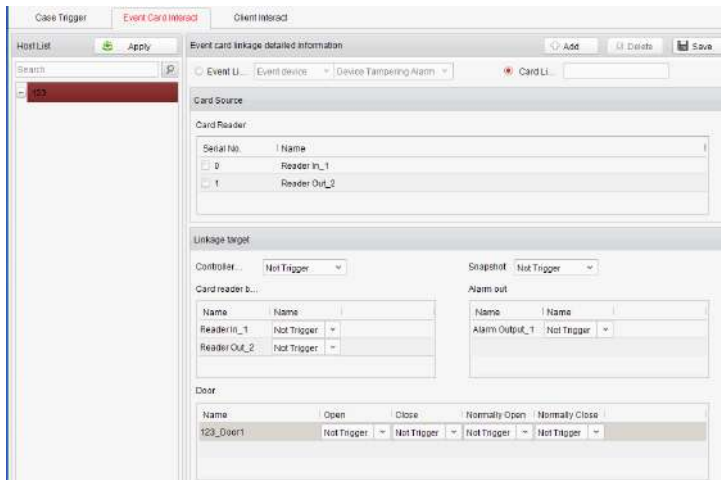 Case Trigger Event Card Interact Client Interact
Host List Apply Event card linkage detailed information Add Delete Save
Search Event Li... Event device Device Tampering Alarm Card Li...
123
Card Source
Card Reader
Serial No. Name
0 Reader In_1
1 Reader Out_2
Linkage target
Controller... Not Trigger Snapshot Not Trigger
Card reader b... Alarm out
Name Name Name Name
Reader In_1 Not Trigger Alarm Output_1 Not Trigger
Reader Out_2 Not Trigger
Door
Name Open Close Normally Open Normally Close
123_Door1 Not Trigger Not Trigger Not Trigger Not Trigger